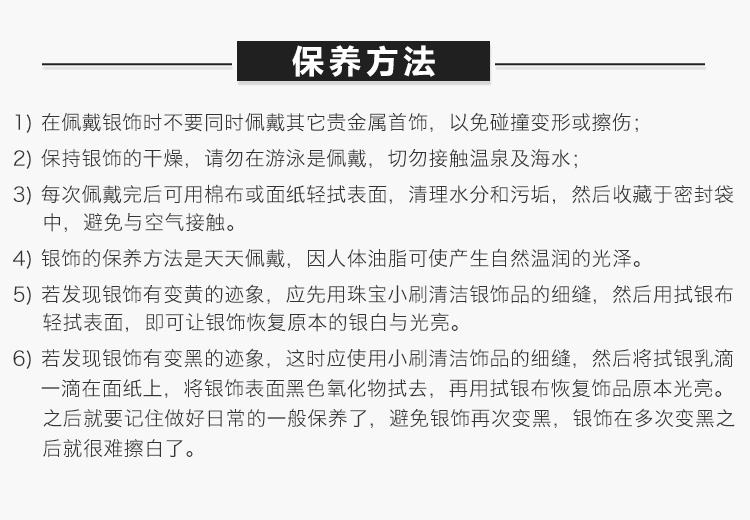 保养方法
1) 在佩戴银饰时不要同时佩戴其它贵金属首饰，以免碰撞变形或擦伤；
2) 保持银饰的干燥，请勿在游泳是佩戴，切勿接触温泉及海水；
3) 每次佩戴完后可用棉布或面纸轻拭表面，清理水分和污垢，然后收藏于密封袋
中，避免与空气接触。
4) 银饰的保养方法是天天佩戴，因人体油脂可使产生自然温润的光泽。
5) 若发现银饰有变黄的迹象，应先用珠宝小刷清洁银饰品的细缝，然后用拭银布
轻拭表面，即可让银饰恢复原本的银白与光亮。
6) 若发现银饰有变黑的迹象，这时应使用小刷清洁饰品的细缝，然后将拭银乳滴
一滴在面纸上，将银饰表面黑色氧化物拭去，再用拭银布恢复饰品原本光亮。
之后就要记住做好日常的一般保养了，避免银饰再次变黑，银饰在多次变黑之
后就很难擦白了。